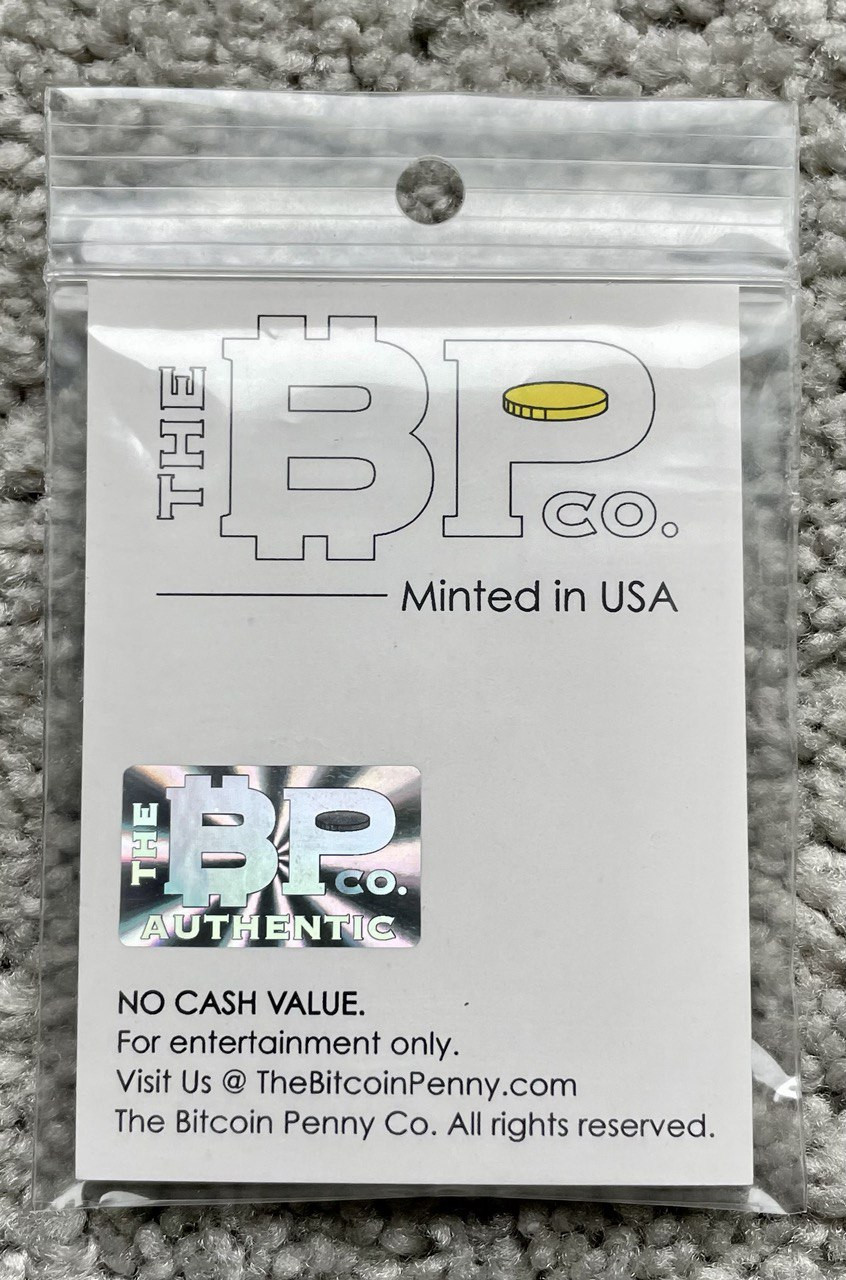 THE BP CO.
Minted in USA
THE BP CO.
AUTHENTIC
NO CASH VALUE.
For entertainment only.
Visit Us @ TheBitcoinPenny.com
The Bitcoin Penny Co. All rights reserved.